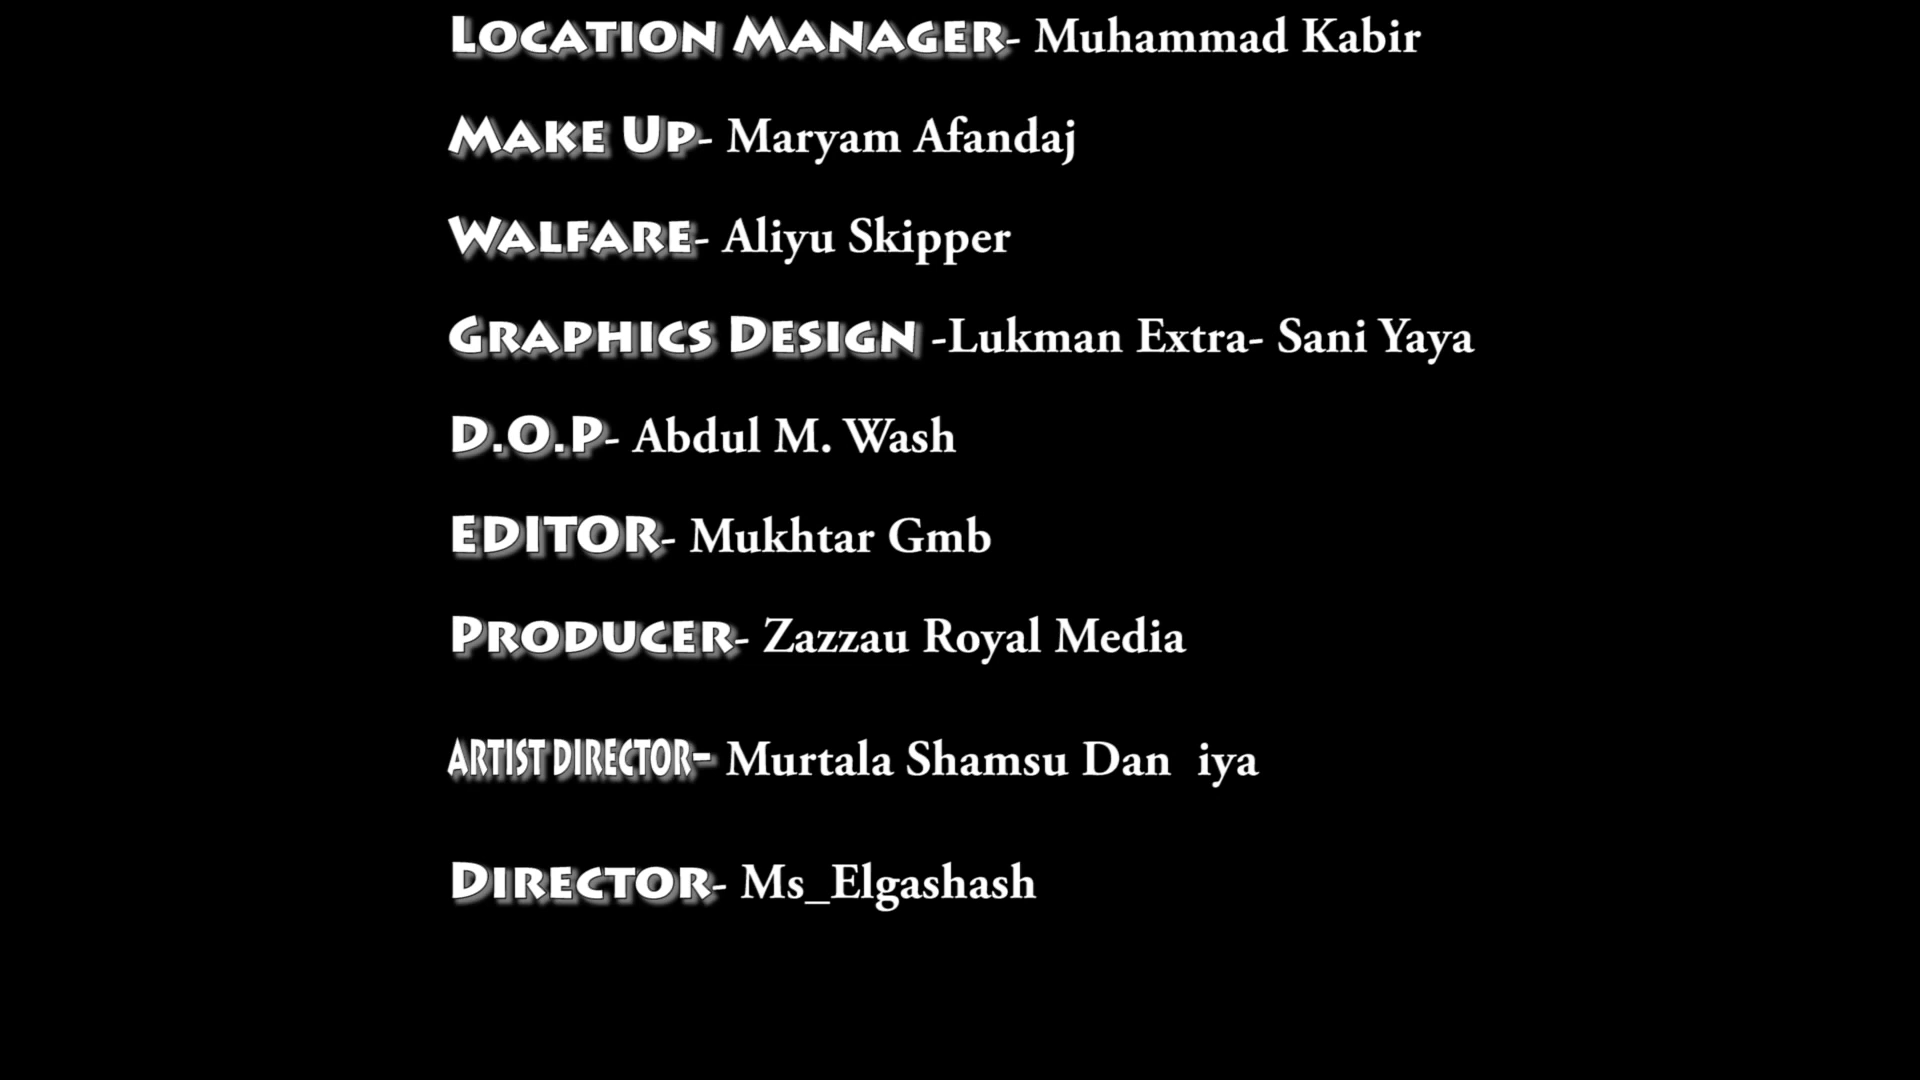 Location Manager- Muhammad Kabir
Make Up- Maryam Afandaj
Walfare- Aliyu Skipper
Graphics Design -Lukman Extra- Sani Yaya
D.O.P- Abdul M. Wash
EDITOR- Mukhtar Gmb
Producer- Zazzau Royal Media
ARTIST DIRECTOR- Murtala Shamsu Dan  iya
Director- Ms_Elgashash